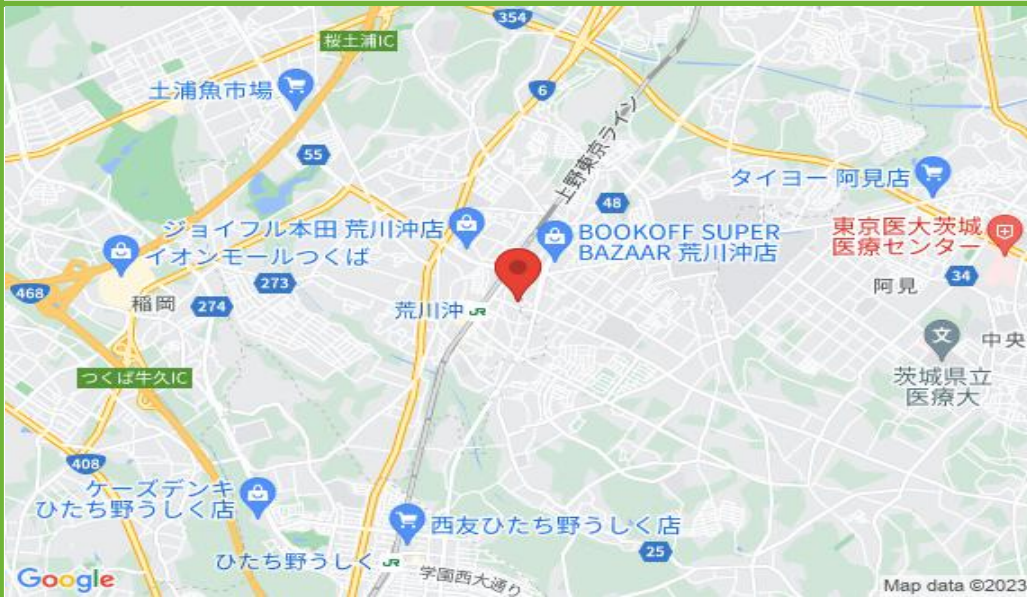 354
桜土浦IC
土浦魚市場
6
上野東京ライン
55
タイヨー 阿見店
48
ジョイフル本田 荒川沖店
BOOKOFF SUPER
BAZAAR 荒川沖店
東京医大茨城
医療センター
イオンモールつくば
468
273
34
稲岡
274
阿見
荒川沖 JR
文
中央
つくば牛久IC
茨城県立
医療大
408
ケーズデンキ
ひたち野うしく店
西友ひたち野うしく店
25
ひたち野うしく JR
学園西大通り
Google
Map data ©2023